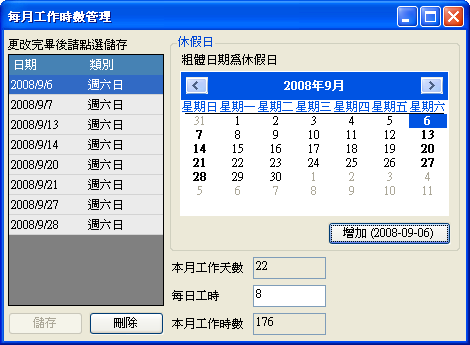 每月工作時數管理
更改完畢後請點選儲存
日期 類別
2008/9/6 週六日
2008/9/7 週六日
2008/9/13 週六日
2008/9/14 週六日
2008/9/20 週六日
2008/9/21 週六日
2008/9/27 週六日
2008/9/28 週六日
儲存 刪除
休假日
粗體日期為休假日
2008年9月
星期日 星期一 星期二 星期三 星期四 星期五 星期六
31 1 2 3 4 5 6
7 8 9 10 11 12 13
14 15 16 17 18 19 20
21 22 23 24 25 26 27
28 29 30 1 2 3 4
5 6 7 8 9 10 11
增加 (2008-09-06)
本月工作天數 22
每日工時 8
本月工作時數 176